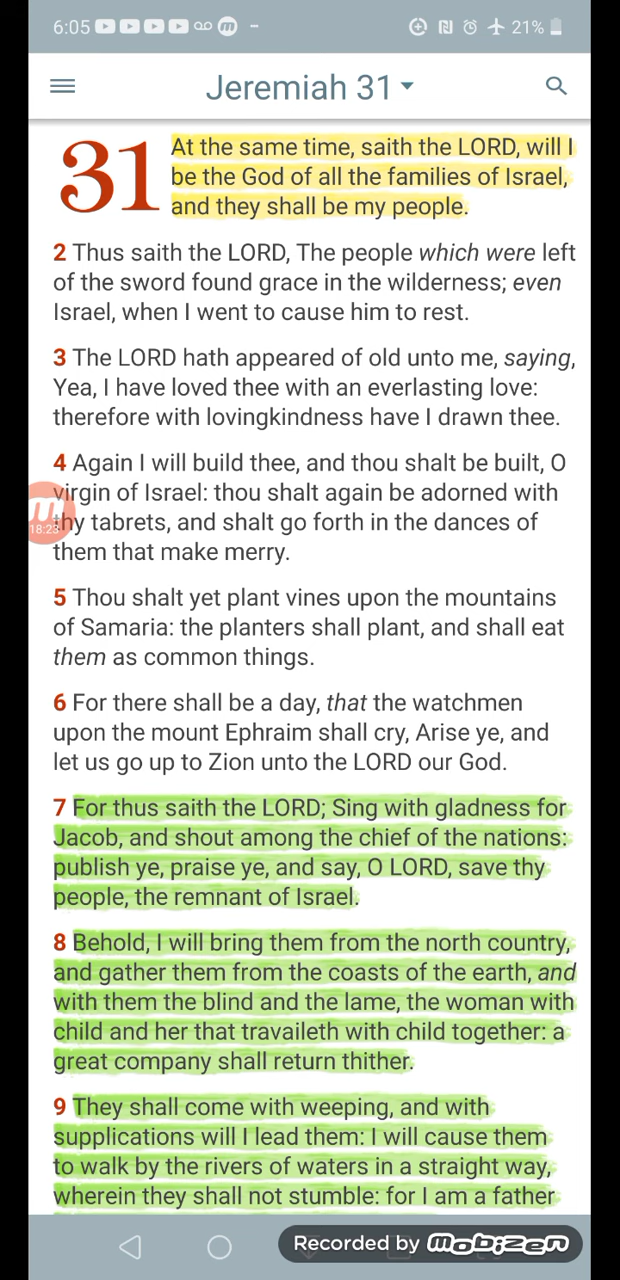 6:05 21%
Jeremiah 31
31 At the same time, saith the LORD, will I
be the God of all the families of Israel,
and they shall be my people.
2 Thus saith the LORD, The people which were left
of the sword found grace in the wilderness; even
Israel, when I went to cause him to rest.
3 The LORD hath appeared of old unto me, saying,
Yea, I have loved thee with an everlasting love:
therefore with lovingkindness have I drawn thee.
4 Again I will build thee, and thou shalt be built, O
virgin of Israel: thou shalt again be adorned with
18:23
thy tabrets, and shalt go forth in the dances of
them that make merry.
5 Thou shalt yet plant vines upon the mountains
of Samaria: the planters shall plant, and shall eat
them as common things.
6 For there shall be a day, that the watchmen
upon the mount Ephraim shall cry, Arise ye, and
let us go up to Zion unto the LORD our God.
7 For thus saith the LORD; Sing with gladness for
Jacob, and shout among the chief of the nations:
publish ye, praise ye, and say, O LORD, save thy
people, the remnant of Israel.
8 Behold, I will bring them from the north country,
and gather them from the coasts of the earth, and
with them the blind and the lame, the woman with
child and her that travaileth with child together: a
great company shall return thither.
9 They shall come with weeping, and with
supplications will I lead them: I will cause them
to walk by the rivers of waters in a straight way,
wherein they shall not stumble: for I am a father
Recorded by mobizen